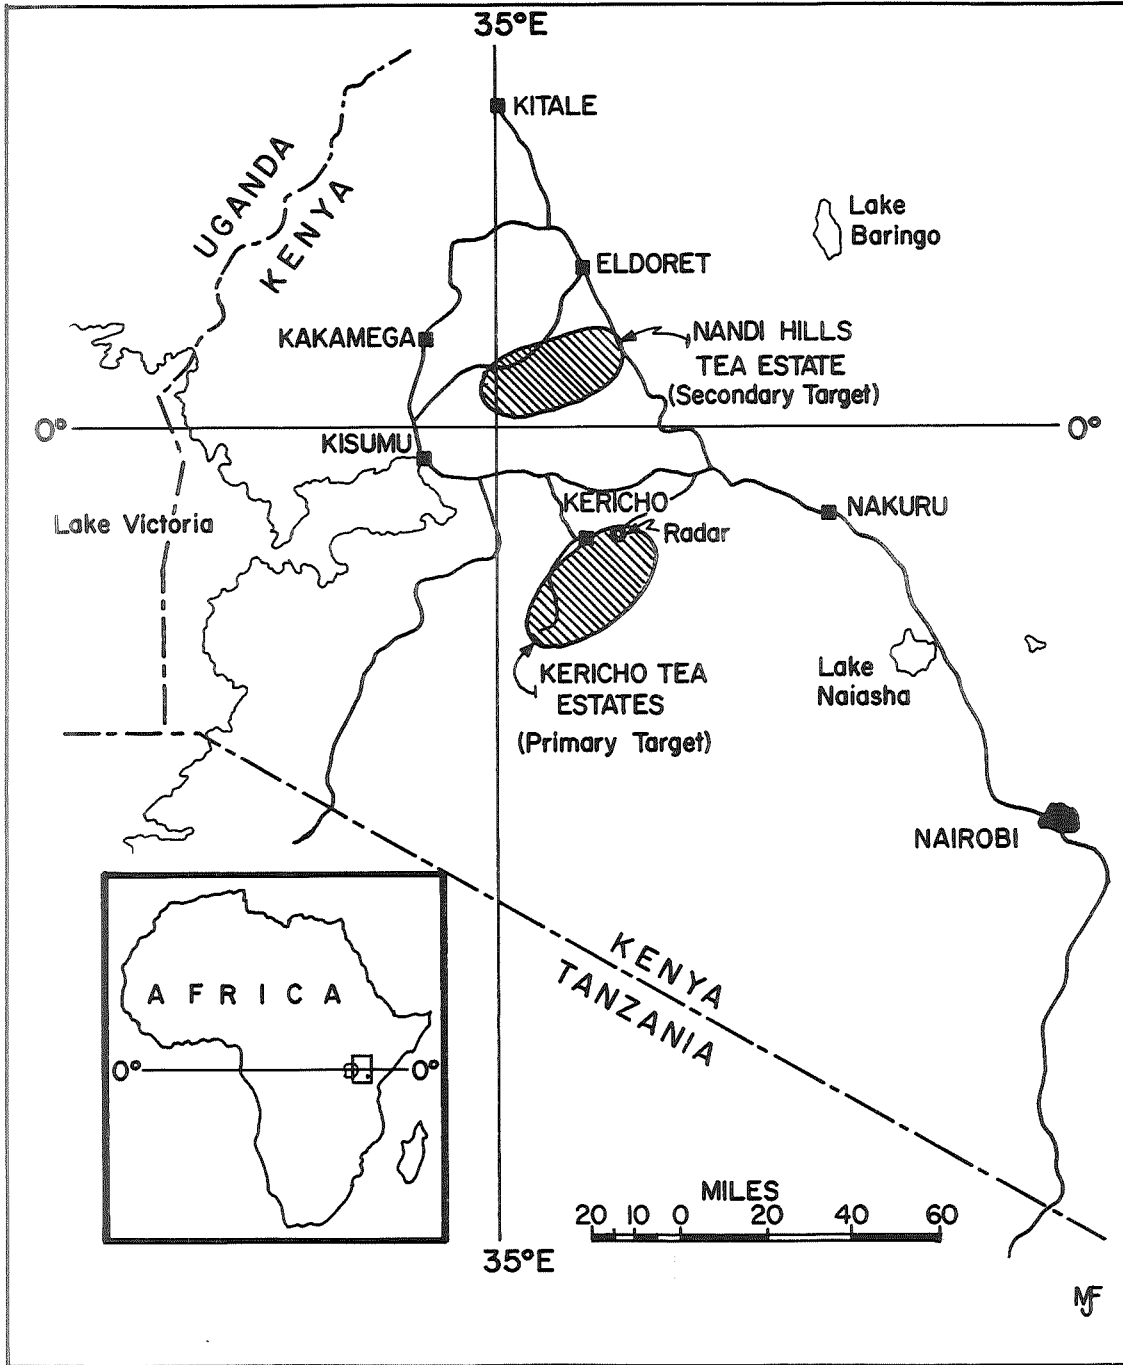 35°E
KITALE
UGANDA
KENYA
Lake
Baringo
ELDORET
KAKAMEGA
NANDI HILLS
TEA ESTATE
(Secondary Target)
0°
0°
KISUMU
KERICHO
NAKURU
Lake Victoria
Radar
KERICHO TEA
ESTATES
(Primary Target)
Lake
Naiasha
NAIROBI
KENYA
TANZANIA
AFRICA
0°
0°
MILES
20 10 0 20 40 60
35°E
MJF